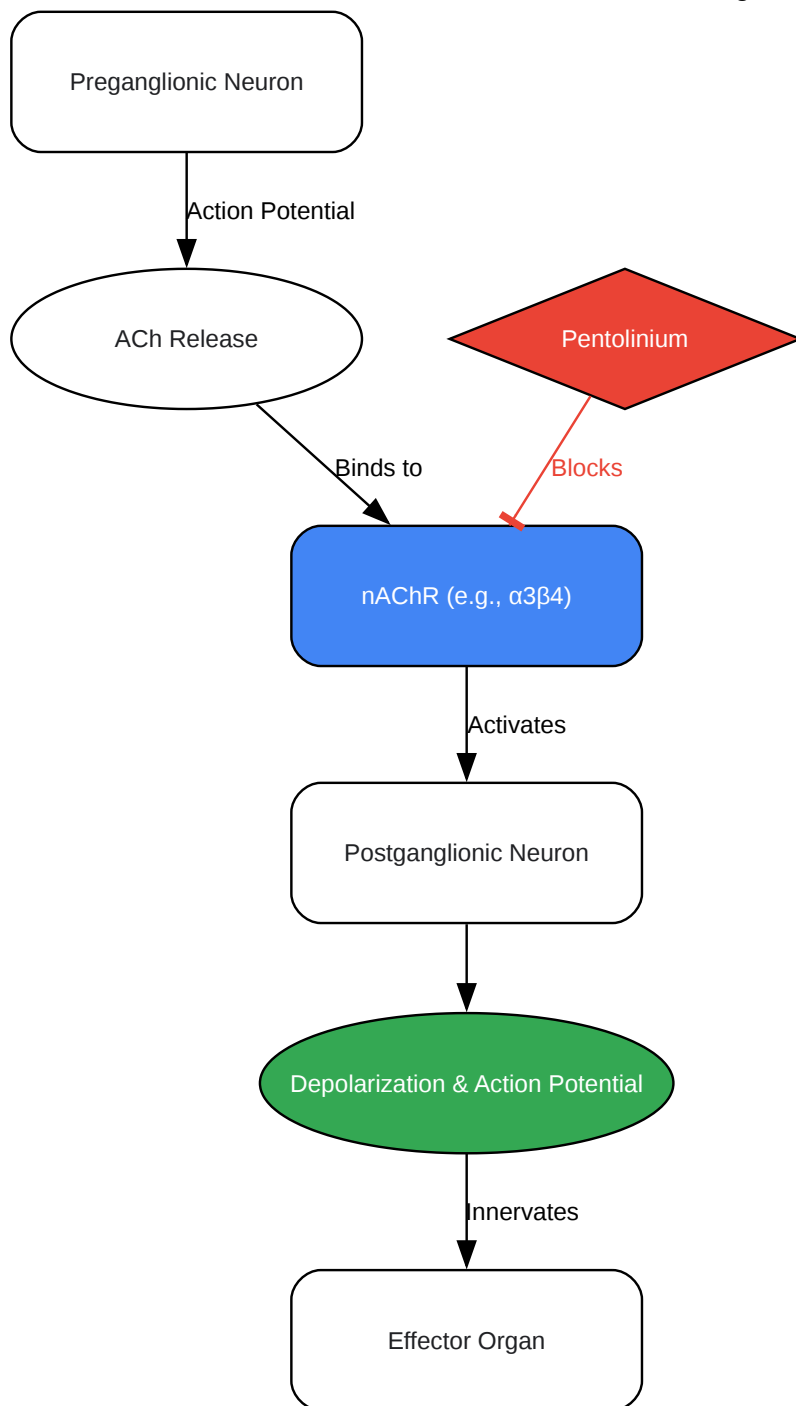 Preganglionic Neuron
Action Potential
ACh Release
Pentolinium
Binds to
Blocks
nAChR (e.g., α3β4)
Activates
Postganglionic Neuron
Depolarization & Action Potential
Innervates
Effector Organ